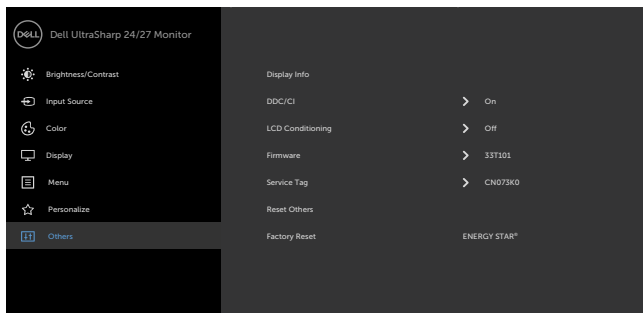 DELL Dell UltraSharp 24/27 Monitor
Brightness/Contrast Display Info
Input Source DDC/CI On
Color LCD Conditioning Off
Display Firmware 33T101
Menu Service Tag CN073K0
Personalize Reset Others
Others Factory Reset ENERGY STAR®